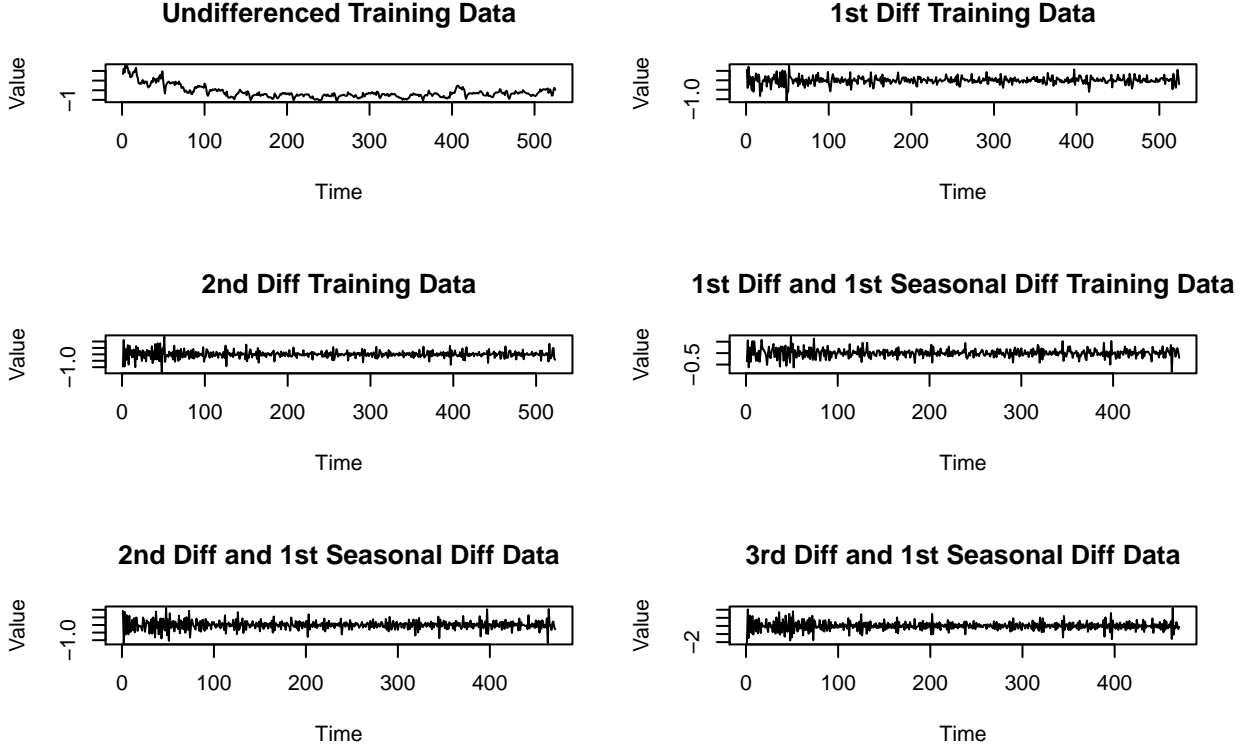 Undifferenced Training Data
Value
−1
0 100 200 300 400 500
Time
1st Diff Training Data
Value
−1.0
0 100 200 300 400 500
Time
2nd Diff Training Data
Value
−1.0
0 100 200 300 400 500
Time
1st Diff and 1st Seasonal Diff Training Data
Value
−0.5
0 100 200 300 400
Time
2nd Diff and 1st Seasonal Diff Data
Value
−1.0
0 100 200 300 400
Time
3rd Diff and 1st Seasonal Diff Data
Value
−2
0 100 200 300 400
Time